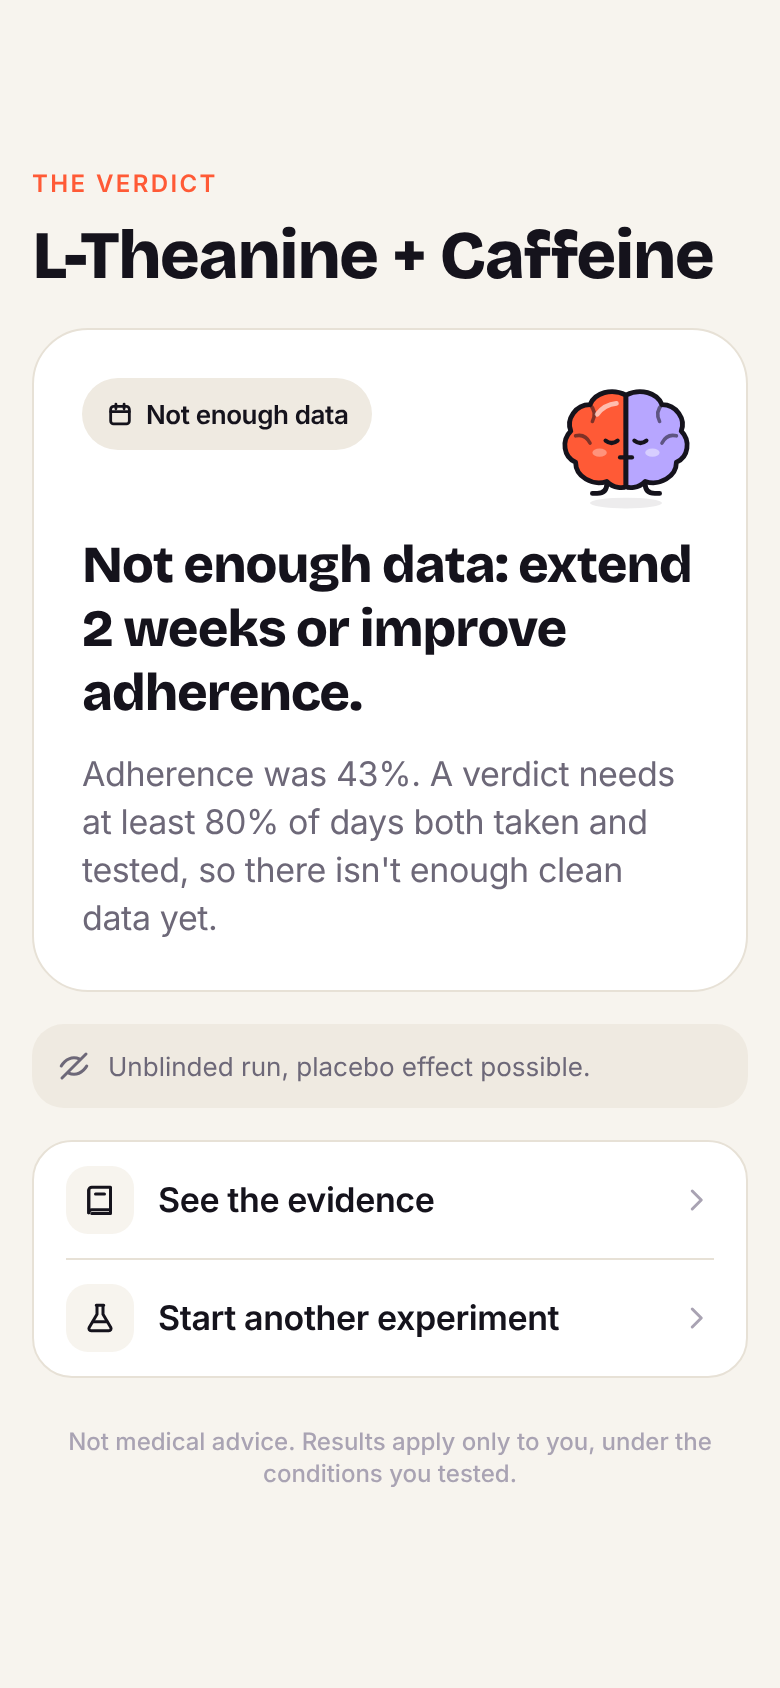 THE VERDICT
L-Theanine + Caffeine
Not enough data
Not enough data: extend
2 weeks or improve
adherence.
Adherence was 43%. A verdict needs
at least 80% of days both taken and
tested, so there isn't enough clean
data yet.
Unblinded run, placebo effect possible.
See the evidence
Start another experiment
Not medical advice. Results apply only to you, under the
conditions you tested.